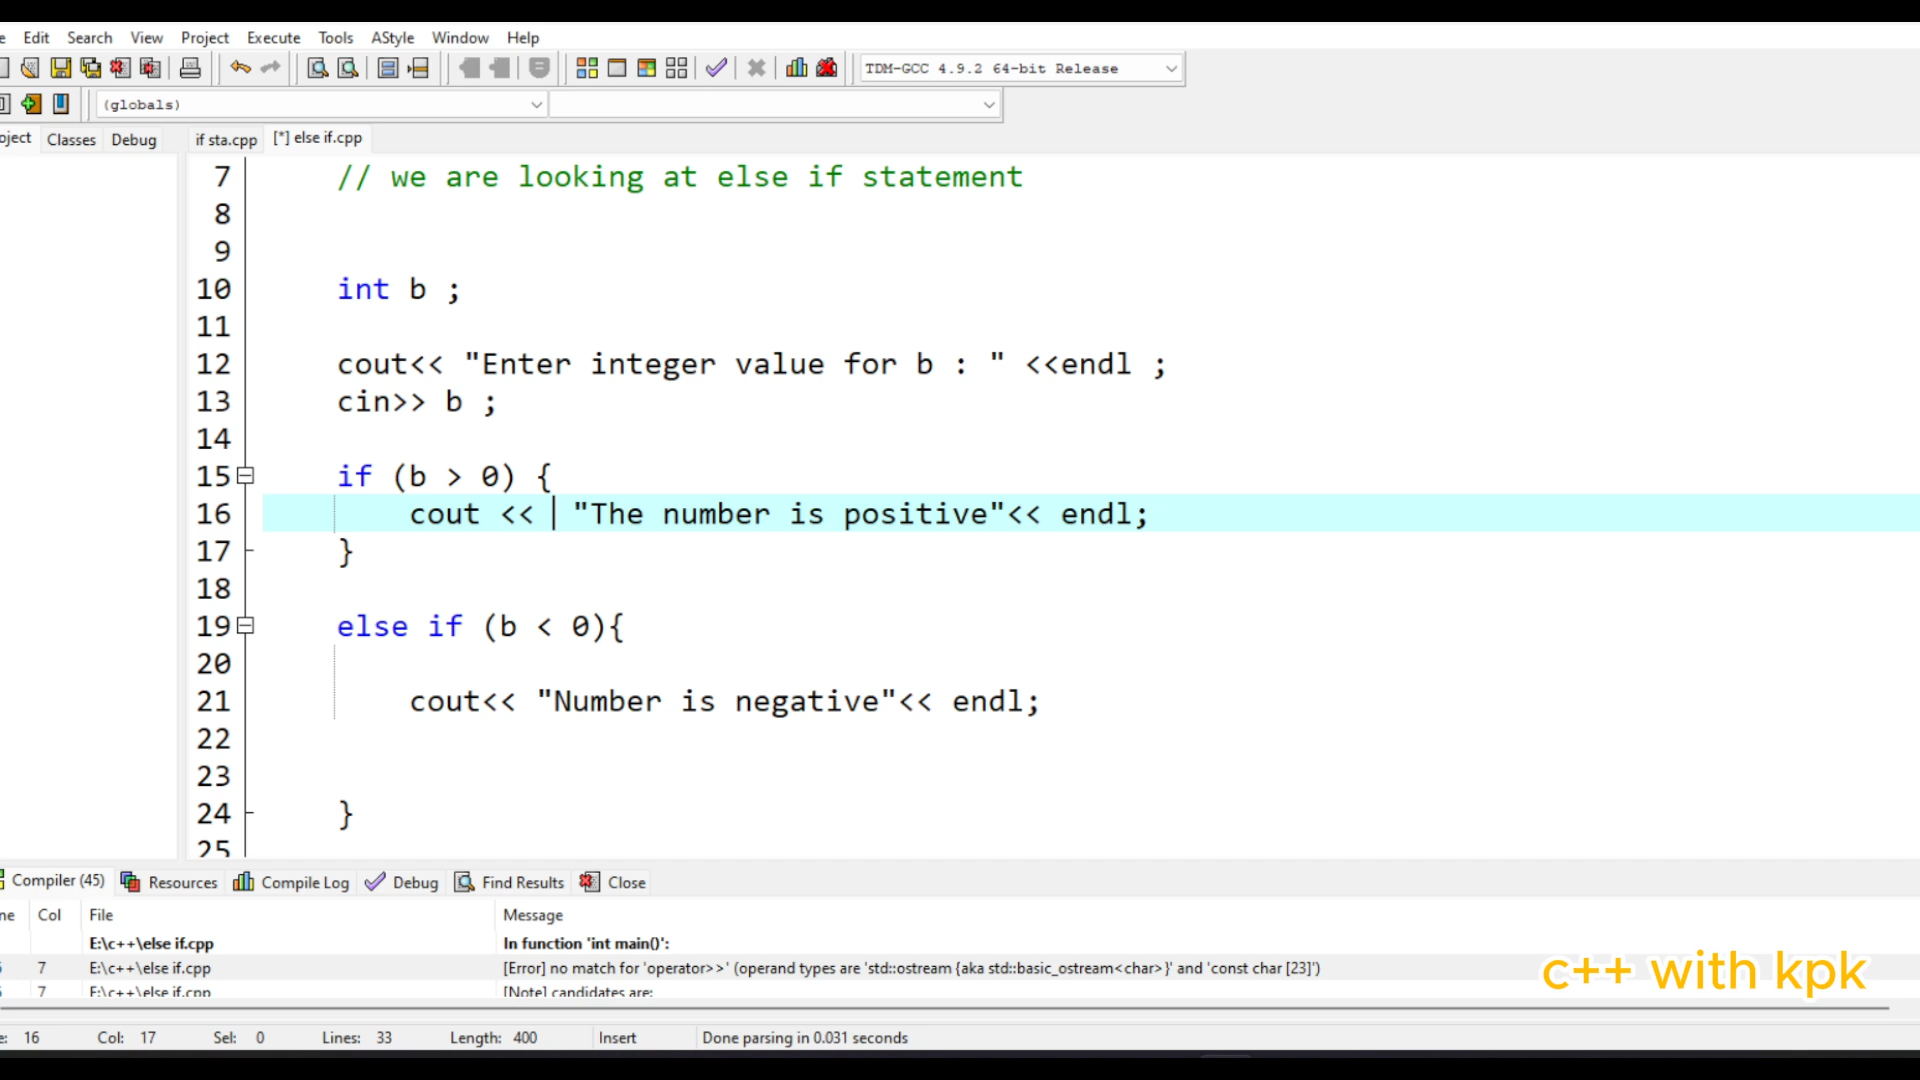 e Edit Search View Project Execute Tools AStyle Window Help
TDM-GCC 4.9.2 64-bit Release
(globals)
oject Classes Debug if sta.cpp [*] else if.cpp
7 // we are looking at else if statement
8
9
10 int b ;
11
12 cout<< "Enter integer value for b : " <<endl ;
13 cin>> b ;
14
15 if (b > 0) {
16 cout << "The number is positive"<< endl;
17 }
18
19 else if (b < 0){
20
21 cout<< "Number is negative"<< endl;
22
23
24 }
25
Compiler (45) Resources Compile Log Debug Find Results Close
ne Col File Message
E:\c++\else if.cpp In function 'int main()':
7 E:\c++\else if.cpp [Error] no match for 'operator>>' (operand types are 'std::ostream {aka std::basic_ostream<char>}' and 'const char [23]')
7 E:\c++\else if.cpp [Note] candidates are:
c++ with kpk
e: 16 Col: 17 Sel: 0 Lines: 33 Length: 400 Insert Done parsing in 0.031 seconds